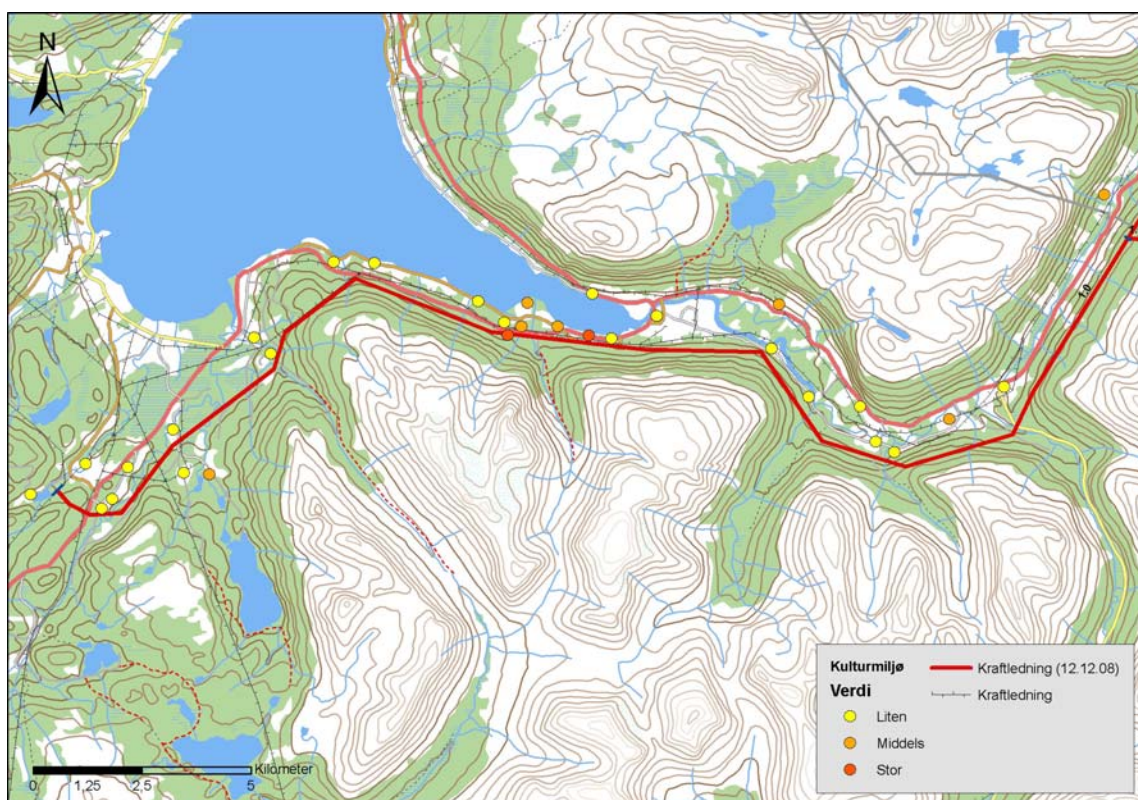 N
1.0
Kulturmiljø
Verdi
Liten
Middels
Stor
Kraftledning (12.12.08)
Kraftledning
Kilometer
0 1,25 2,5 5